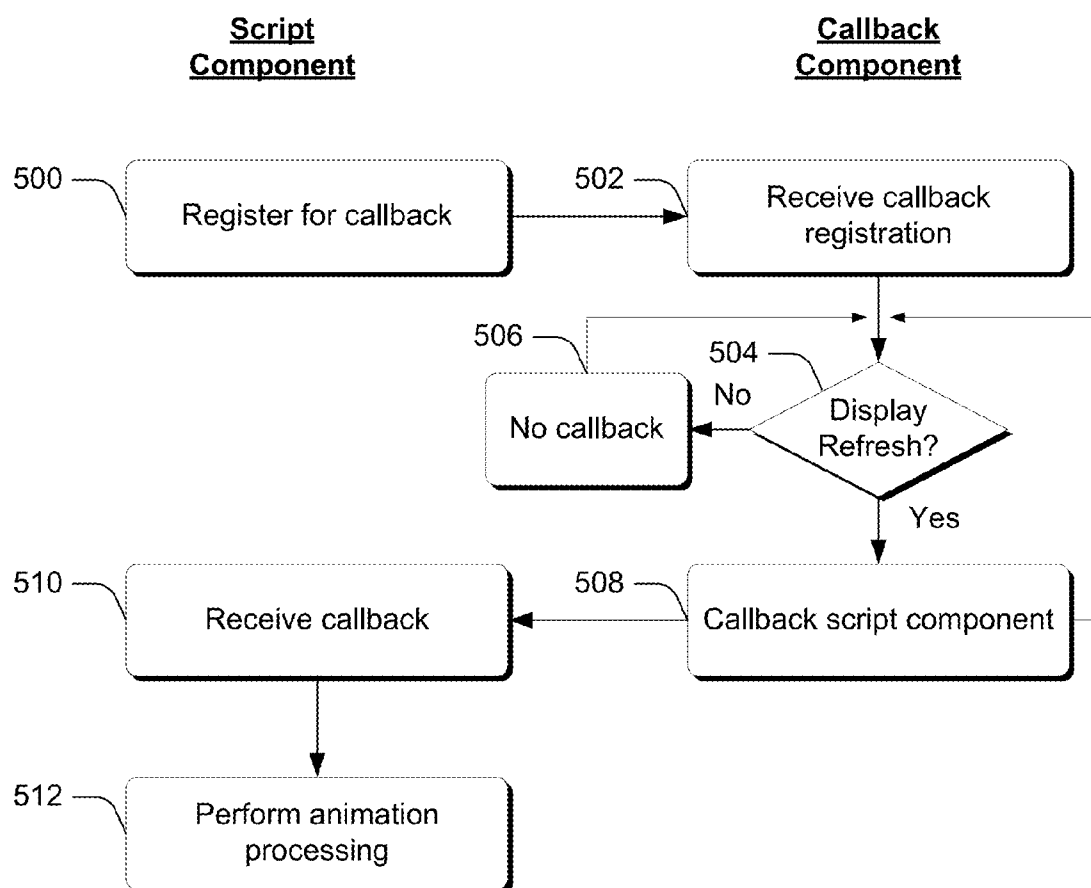 Script
Component
Callback
Component
500
Register for callback
502
Receive callback
registration
506
No callback
504
No
Display
Refresh?
Yes
510
Receive callback
508
Callback script component
512
Perform animation
processing